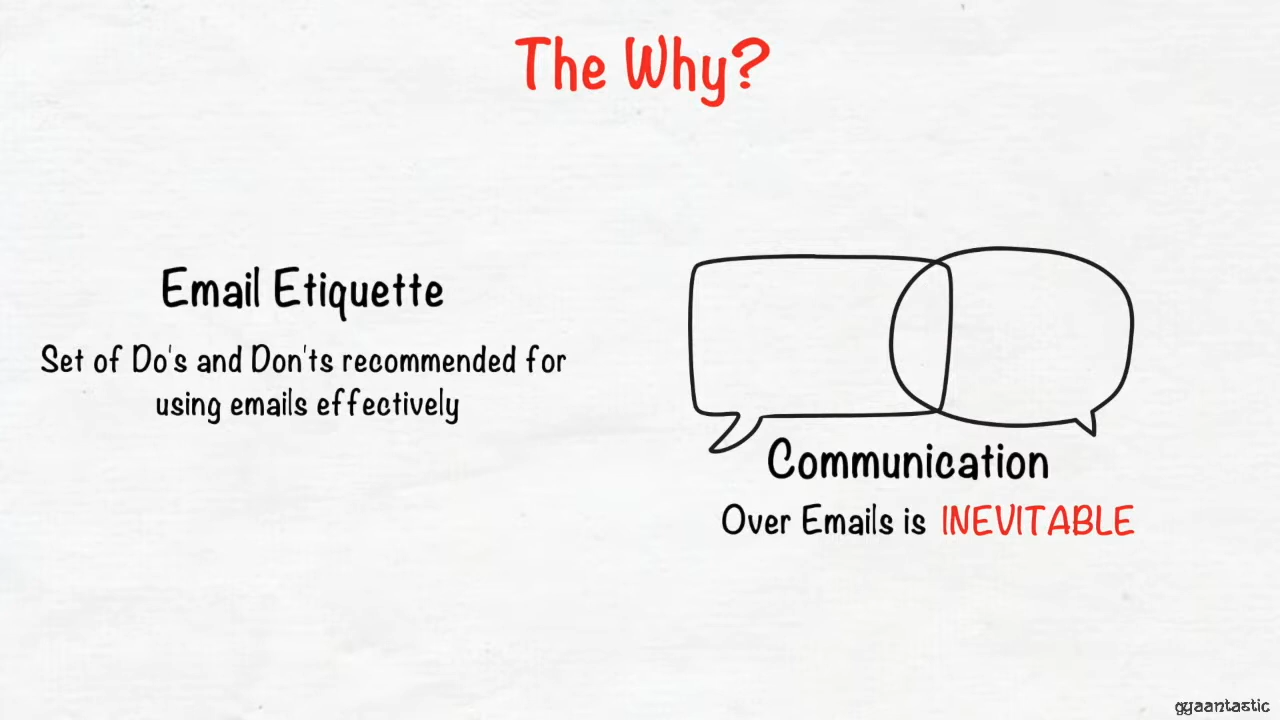 The Why?
Email Etiquette
Set of Do's and Don'ts recommended for
using emails effectively
Communication
Over Emails is INEVITABLE
gyaantastic